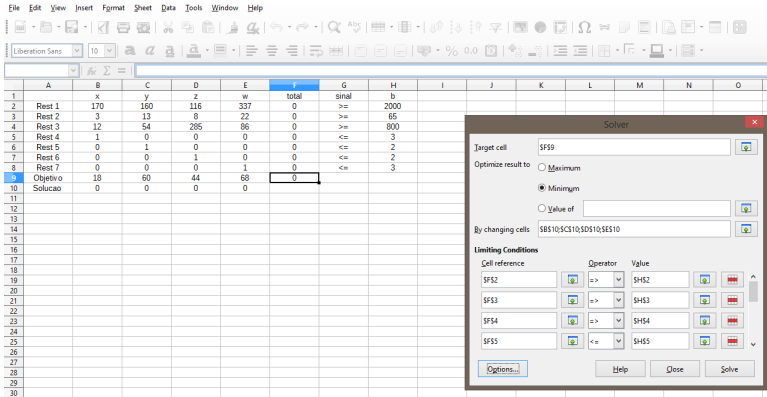 File Edit View Insert Format Sheet Data Tools Window Help
Liberation Sans 10
A B C D E F G H I J K L M N O
1 x y z w total sinal b
2 Rest 1 170 160 116 337 0 >= 2000
3 Rest 2 3 13 8 22 0 >= 65
4 Rest 3 12 54 285 86 0 >= 800
5 Rest 4 1 0 0 0 0 <= 3
6 Rest 5 0 1 0 0 0 <= 2
7 Rest 6 0 0 1 0 0 <= 2
8 Rest 7 0 0 0 1 0 <= 3
9 Objetivo 18 60 44 68 0
10 Solucao 0 0 0 0
11
12
13
14
15
16
17
18
19
20
21
22
23
24
25
26
27
28
29
30
Solver
Target cell $F$9
Optimize result to
Maximum
Minimum
Value of
By changing cells $B$10;$C$10;$D$10;$E$10
Limiting Conditions
Cell reference Operator Value
$F$2 => $H$2
$F$3 => $H$3
$F$4 => $H$4
$F$5 <= $H$5
Options... Help Close Solve